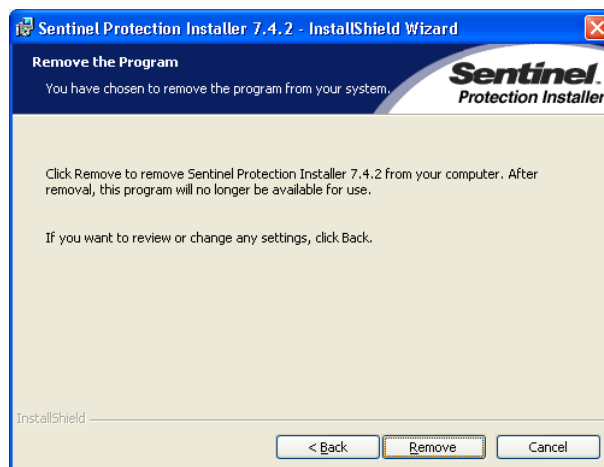 Sentinel Protection Installer 7.4.2 - InstallShield Wizard
Remove the Program
You have chosen to remove the program from your system.
Sentinel.
Protection Installer
Click Remove to remove Sentinel Protection Installer 7.4.2 from your computer. After
removal, this program will no longer be available for use.
If you want to review or change any settings, click Back.
InstallShield
< Back
Remove
Cancel